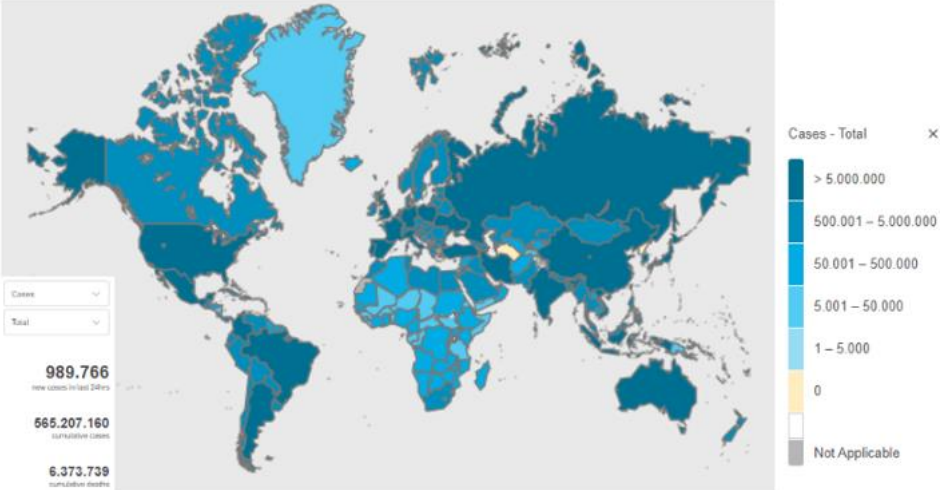 Cases - Total ×
> 5.000.000
500.001 – 5.000.000
50.001 – 500.000
5.001 – 50.000
1 – 5.000
0
Not Applicable
Cases
Total
989.766
new cases in last 24hrs
565.207.160
cumulative cases
6.373.739
cumulative deaths